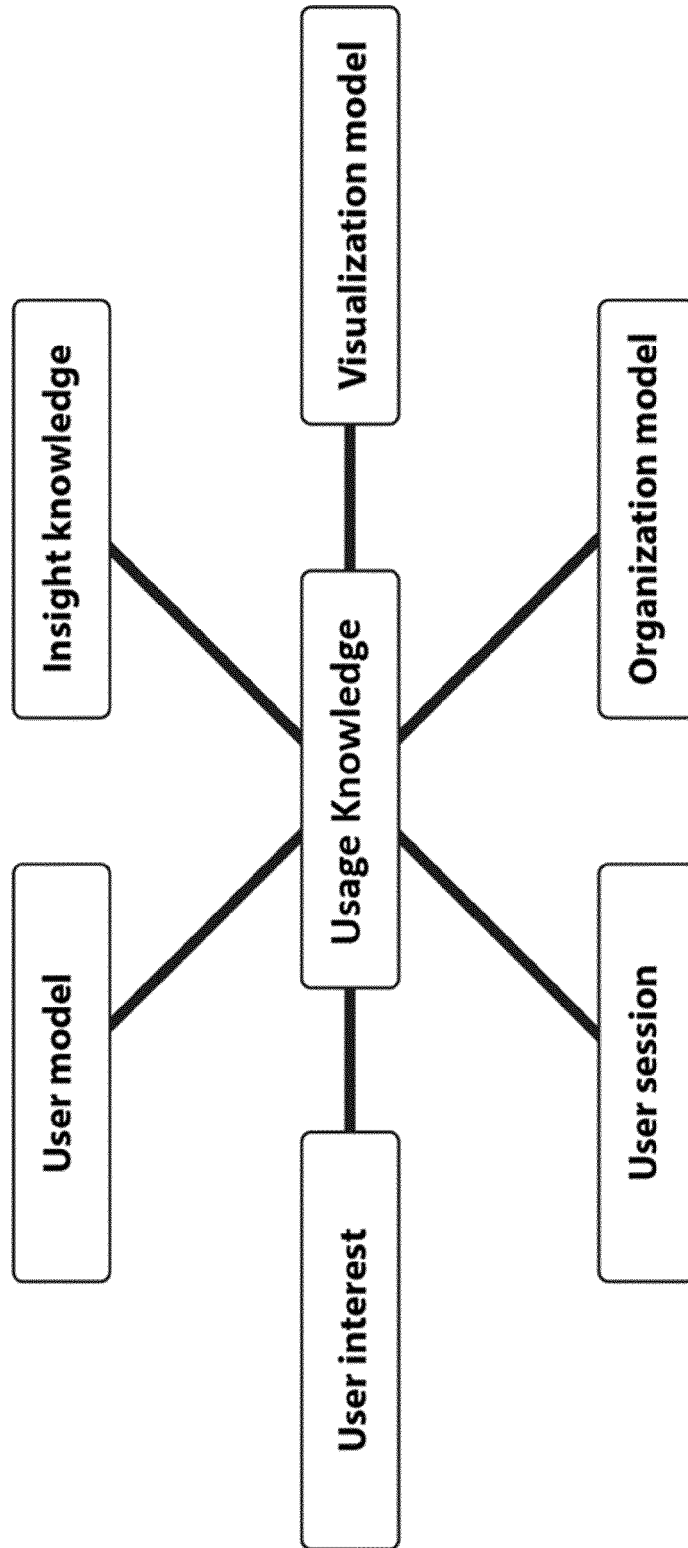 User model
Insight knowledge
User interest
Usage Knowledge
Visualization model
User session
Organization model